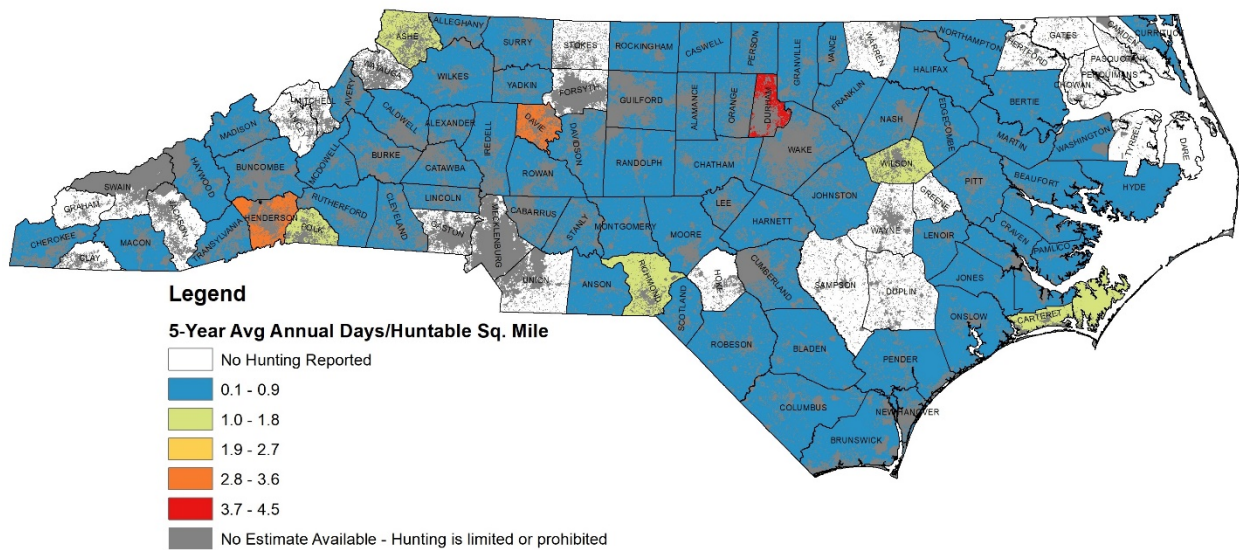 ALLEGHANY
ASHE
SURRY
STOKES
ROCKINGHAM
CASWELL
PERSON
GRANVILLE
VANCE
WARREN
NORTHAMPTON
HERTFORD
GATES
CAMDEN
CURRITUCK
PASQUOTANK
PERQUIMANS
CHOWAN
WATAUGA
WILKES
YADKIN
FORSYTH
GUILFORD
ALAMANCE
ORANGE
DURHAM
FRANKLIN
HALIFAX
BERTIE
MITCHELL
AVERY
CALDWELL
ALEXANDER
IREDELL
DAVIE
DAVIDSON
NASH
EDGECOMBE
MARTIN
WASHINGTON
TYRRELL
DARE
MADISON
BURKE
RANDOLPH
CHATHAM
WAKE
WILSON
SWAIN
HAYWOOD
BUNCOMBE
MCDOWELL
CATAWBA
ROWAN
JOHNSTON
PITT
BEAUFORT
HYDE
GRAHAM
JACKSON
HENDERSON
RUTHERFORD
CLEVELAND
LINCOLN
CABARRUS
STANLY
MONTGOMERY
MOORE
LEE
HARNETT
GREENE
LENOIR
CRAVEN
PAMLICO
CHEROKEE
MACON
TRANSYLVANIA
POLK
GASTON
MECKLENBURG
WAYNE
CLAY
UNION
ANSON
RICHMOND
SCOTLAND
HOKE
CUMBERLAND
SAMPSON
DUPLIN
JONES
ONSLOW
CARTERET
ROBESON
BLADEN
PENDER
COLUMBUS
NEW HANOVER
BRUNSWICK
Legend
5-Year Avg Annual Days/Huntable Sq. Mile
No Hunting Reported
0.1 - 0.9
1.0 - 1.8
1.9 - 2.7
2.8 - 3.6
3.7 - 4.5
No Estimate Available - Hunting is limited or prohibited